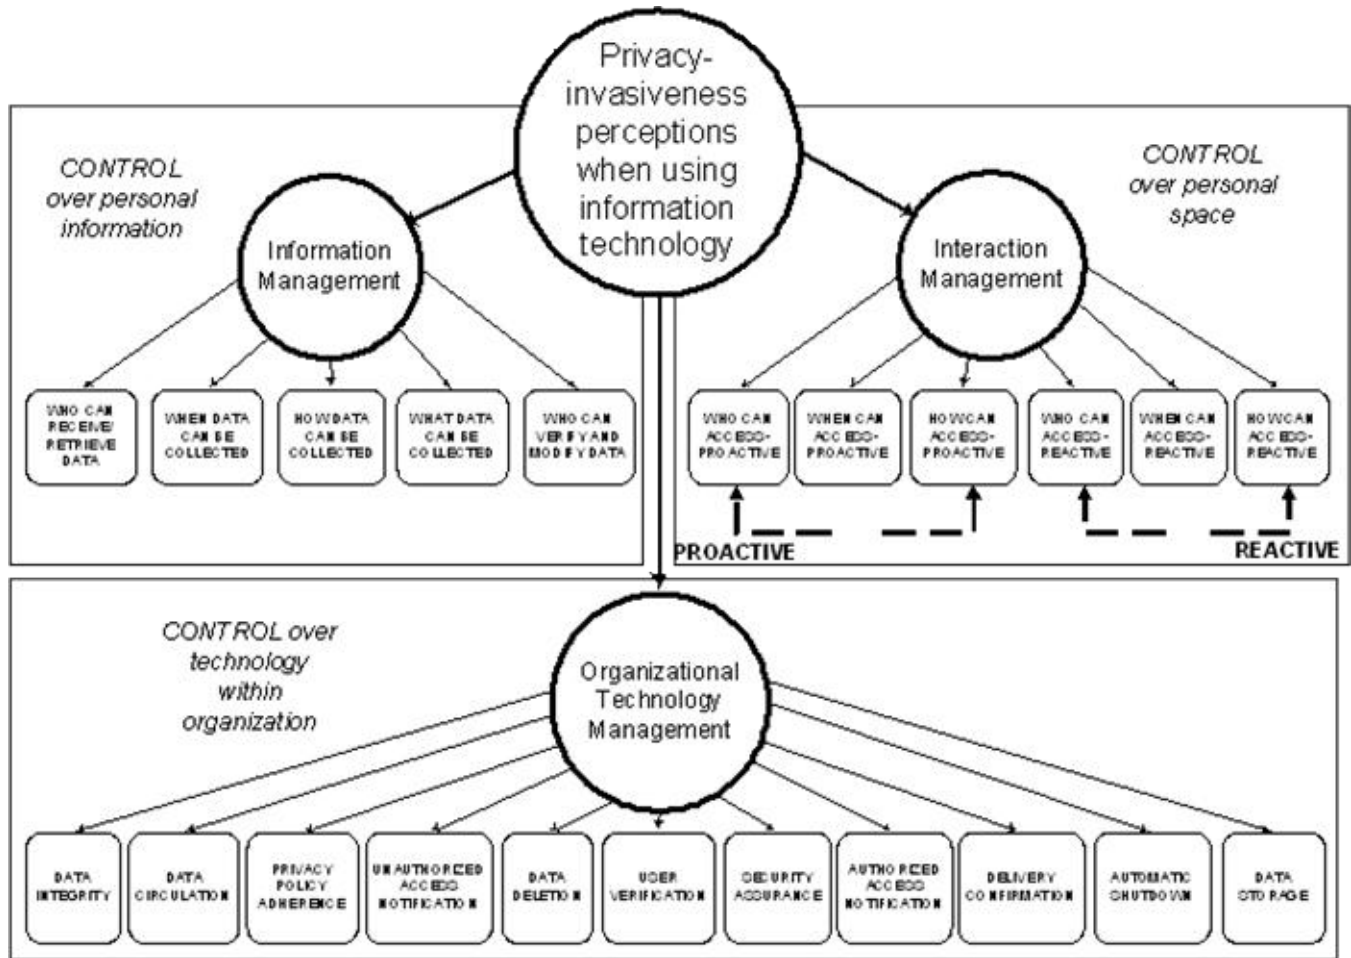 Privacy-
invasiveness
perceptions
when using
information
technology
CONTROL
over personal
information
Information
Management
WHO CAN
RECEIVE/
RETRIEVE
DATA
WHEN DATA
CAN BE
COLLECTED
HOW DATA
CAN BE
COLLECTED
WHAT DATA
CAN BE
COLLECTED
WHO CAN
VERIFY AND
MODIFY DATA
CONTROL
over personal
space
Interaction
Management
WHO CAN
ACCESS-
PROACTIVE
WHEN CAN
ACCESS-
PROACTIVE
HOW CAN
ACCESS-
PROACTIVE
WHO CAN
ACCESS-
REACTIVE
WHEN CAN
ACCESS-
REACTIVE
HOW CAN
ACCESS-
REACTIVE
PROACTIVE
REACTIVE
CONTROL over
technology
within
organization
Organizational
Technology
Management
DATA
INTEGRITY
DATA
CIRCULATION
PRIVACY
POLICY
ADHERENCE
UNAUTHORIZED
ACCESS
NOTIFICATION
DATA
DELETION
USER
VERIFICATION
SECURITY
ASSURANCE
AUTHORIZED
ACCESS
NOTIFICATION
DELIVERY
CONFIRMATION
AUTOMATIC
SHUTDOWN
DATA
STORAGE